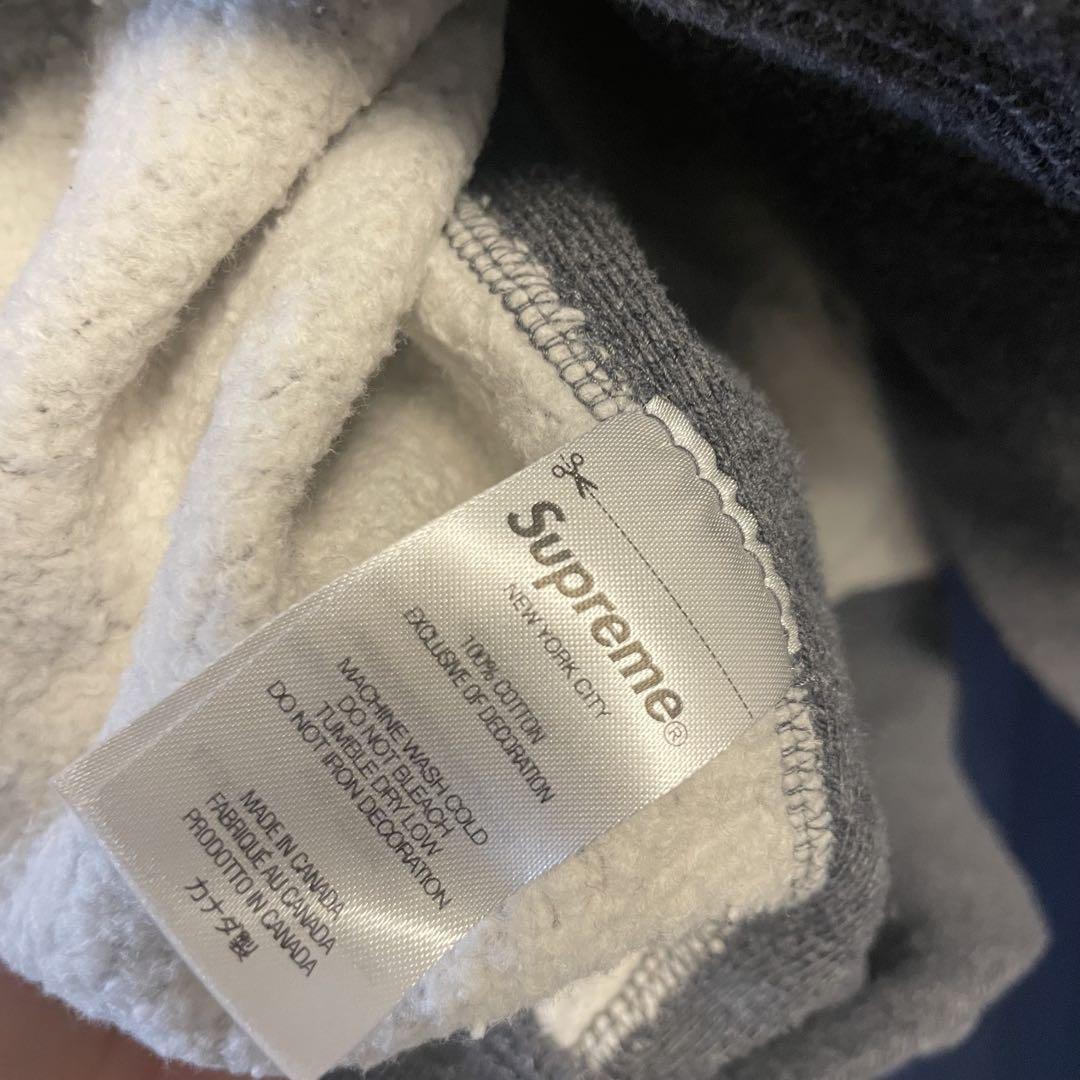 Supreme®
NEW YORK CITY
100% COTTON
EXCLUSIVE OF DECORATION
MACHINE WASH COLD
DO NOT BLEACH
TUMBLE DRY LOW
DO NOT IRON DECORATION
MADE IN CANADA
FABRIQUE AU CANADA
PRODOTTO IN CANADA
カナダ製